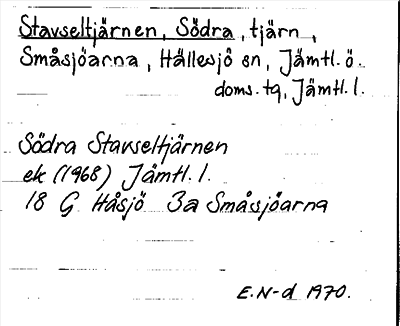 Stavseltjärnen, Södra, tjärn,
Småsjöarna, Hällesjö sn, Jämtl. ö.
doms. tg, Jämtl. l.
Södra Stavseltjärnen
ek (1968) Jämtl. l.
18 G Håsjö 3a Småsjöarna
E.N-d 1970.